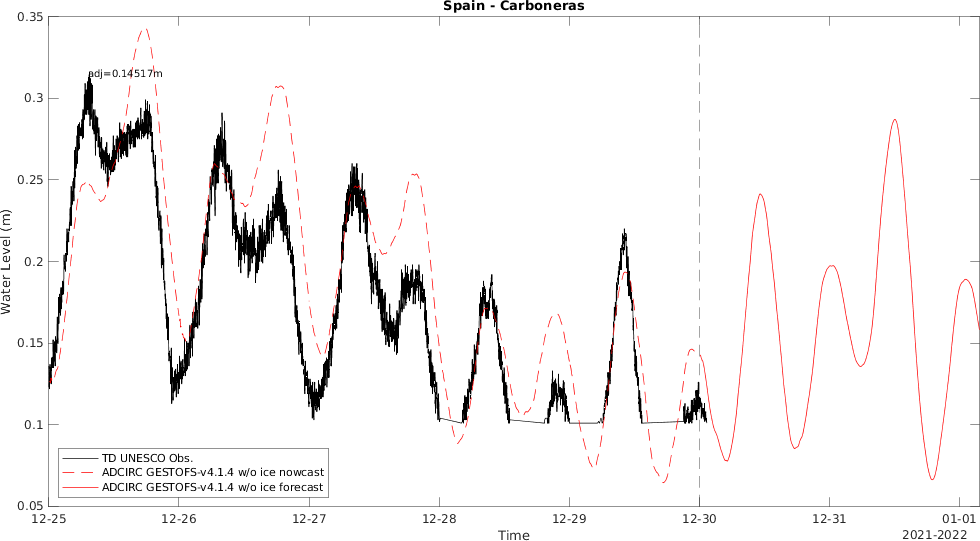 Spain - Carboneras
0.35
adj=0.14517m
0.3
0.25
0.2
0.15
0.1
0.05
Water Level (m)
TD UNESCO Obs.
ADCIRC GESTOFS-v4.1.4 w/o ice nowcast
ADCIRC GESTOFS-v4.1.4 w/o ice forecast
12-25 12-26 12-27 12-28 12-29 12-30 12-31 01-01
Time
2021-2022